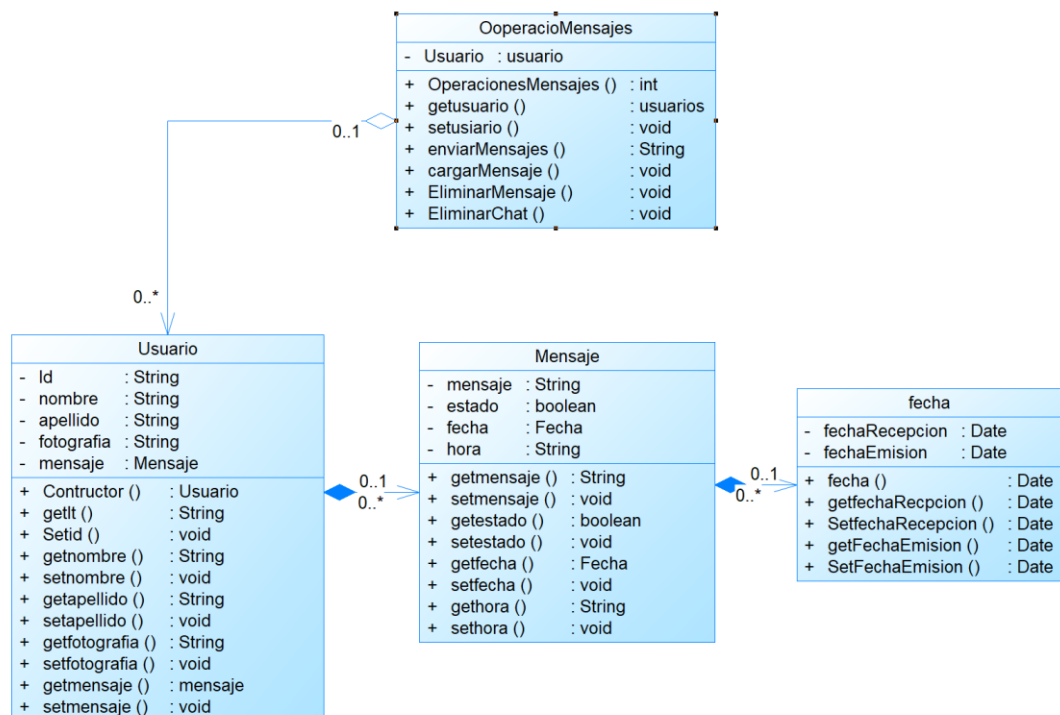 OoperacioMensajes
- Usuario : usuario
+ OperacionesMensajes () : int
+ getusuario () : usuarios
+ setusiario () : void
+ enviarMensajes () : String
+ cargarMensaje () : void
+ EliminarMensaje () : void
+ EliminarChat () : void
0..1
0..*
Usuario
- Id : String
- nombre : String
- apellido : String
- fotografia : String
- mensaje : Mensaje
+ Contructor () : Usuario
+ getIt () : String
+ Setid () : void
+ getnombre () : String
+ setnombre () : void
+ getapellido () : String
+ setapellido () : void
+ getfotografia () : String
+ setfotografia () : void
+ getmensaje () : mensaje
+ setmensaje () : void
0..1
0..*
Mensaje
- mensaje : String
- estado : boolean
- fecha : Fecha
- hora : String
+ getmensaje () : String
+ setmensaje () : void
+ getestado () : boolean
+ setestado () : void
+ getfecha () : Fecha
+ setfecha () : void
+ gethora () : String
+ sethora () : void
0..1
0..*
fecha
- fechaRecepcion : Date
- fechaEmision : Date
+ fecha () : Date
+ getfechaRecpcion () : Date
+ SetfechaRecepcion () : Date
+ getFechaEmision () : Date
+ SetFechaEmision () : Date